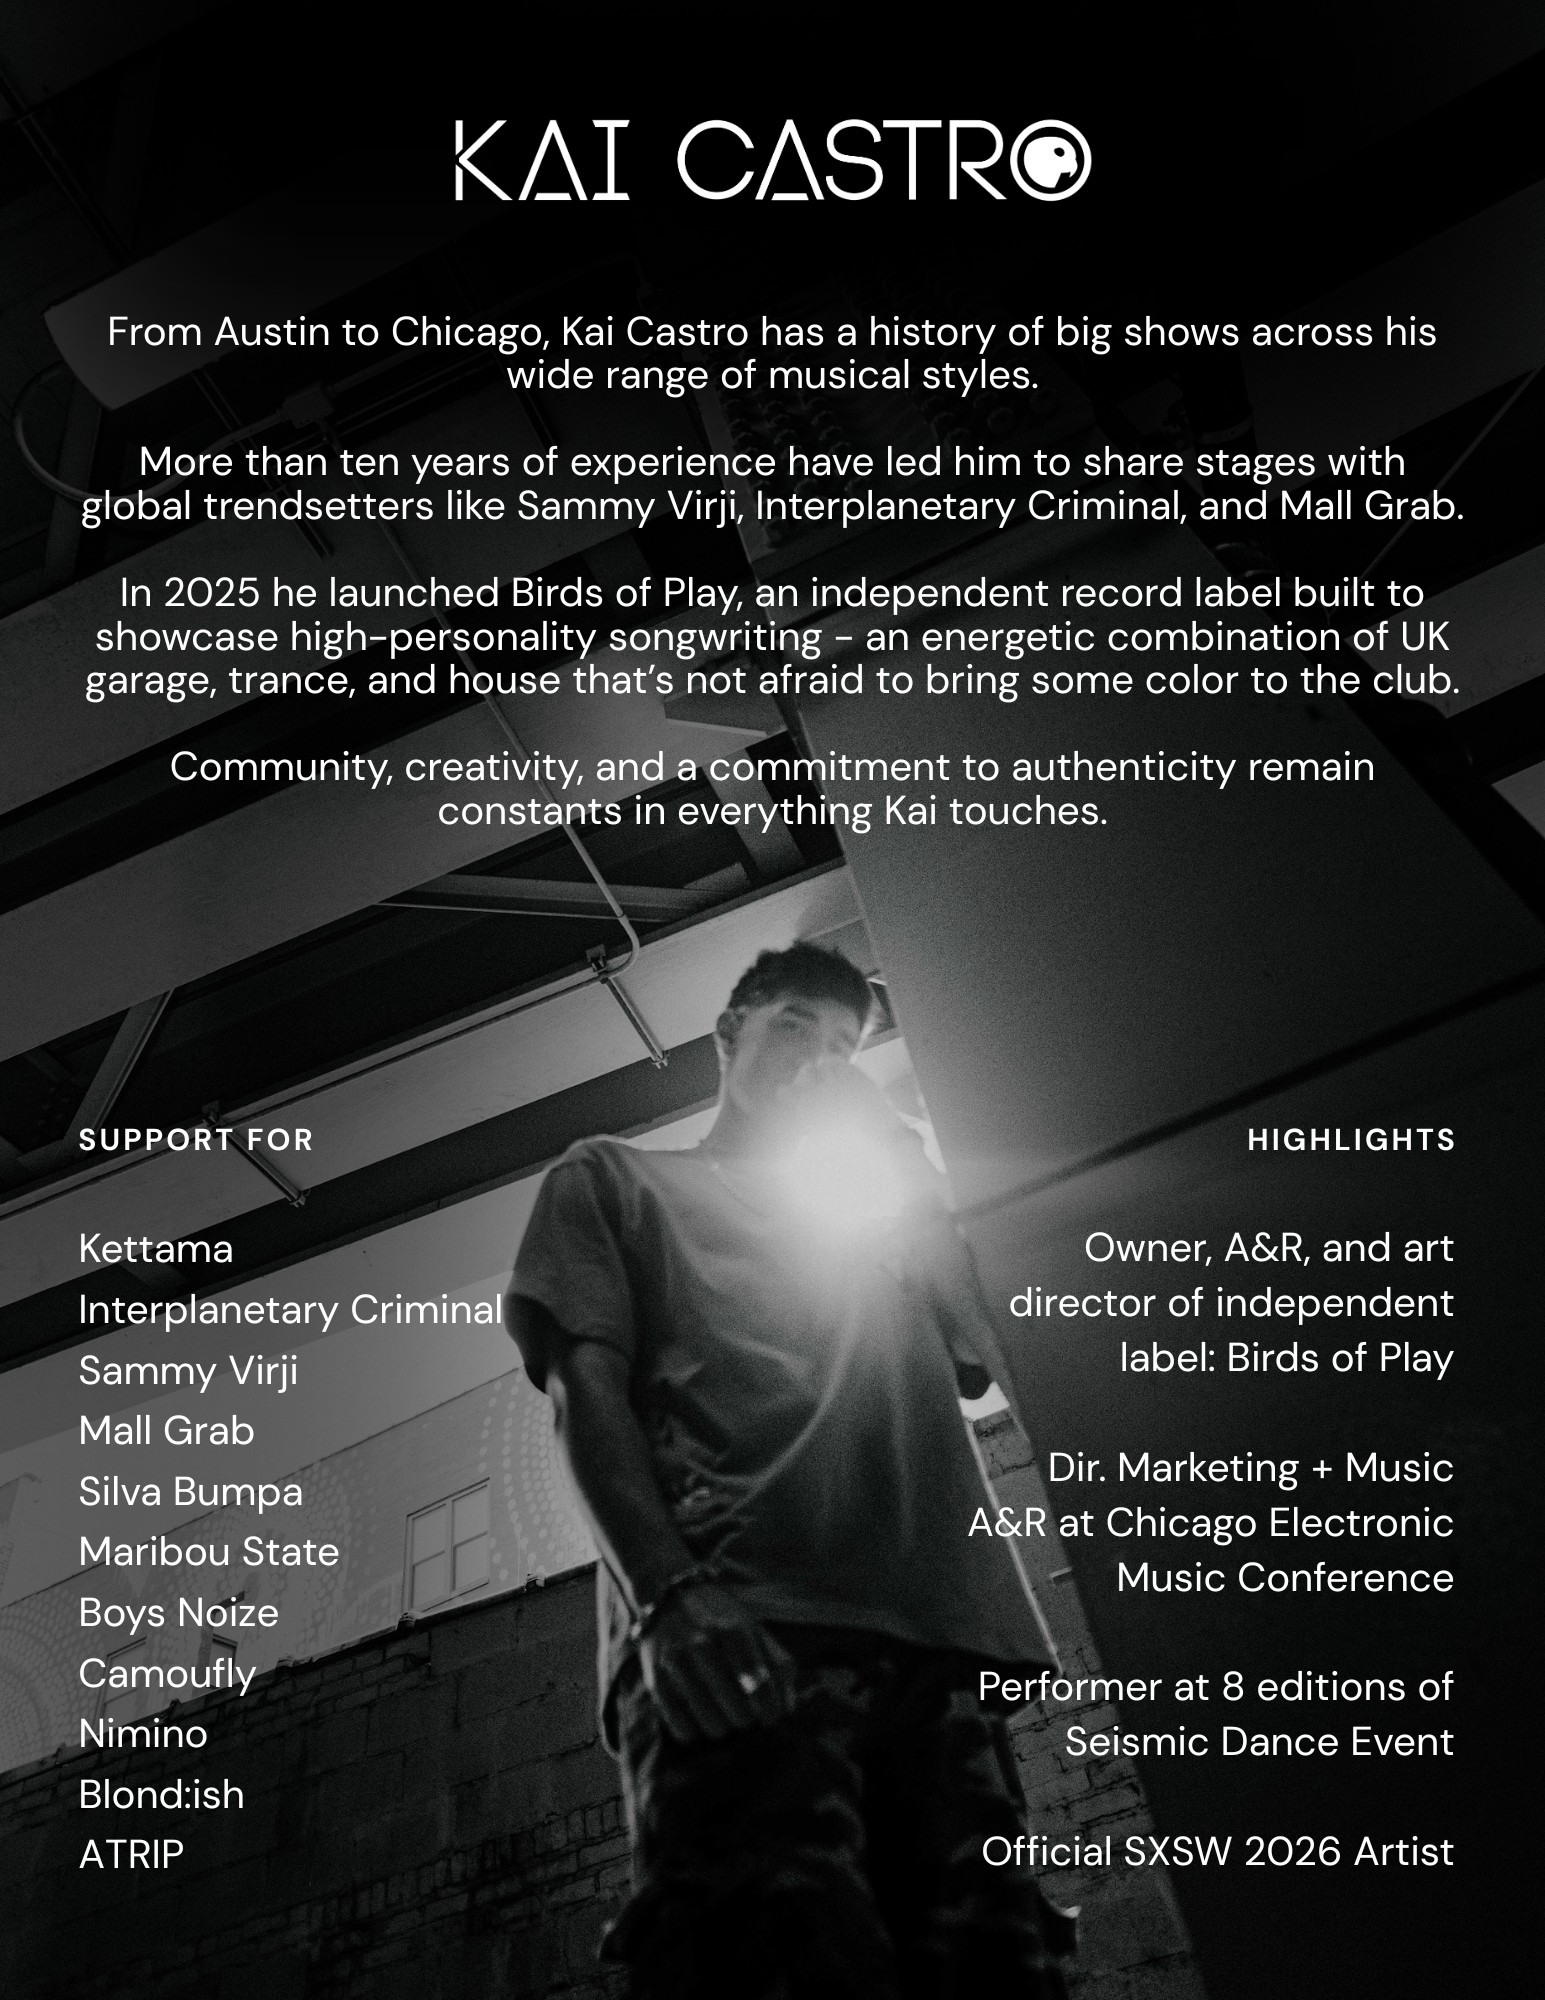 KAI CASTRO
From Austin to Chicago, Kai Castro has a history of big shows across his
wide range of musical styles.
More than ten years of experience have led him to share stages with
global trendsetters like Sammy Virji, Interplanetary Criminal, and Mall Grab.
In 2025 he launched Birds of Play, an independent record label built to
showcase high-personality songwriting - an energetic combination of UK
garage, trance, and house that’s not afraid to bring some color to the club.
Community, creativity, and a commitment to authenticity remain
constants in everything Kai touches.
SUPPORT FOR
Kettama
Interplanetary Criminal
Sammy Virji
Mall Grab
Silva Bumpa
Maribou State
Boys Noize
Camoufly
Nimino
Blond:ish
ATRIP
HIGHLIGHTS
Owner, A&R, and art
director of independent
label: Birds of Play
Dir. Marketing + Music
A&R at Chicago Electronic
Music Conference
Performer at 8 editions of
Seismic Dance Event
Official SXSW 2026 Artist